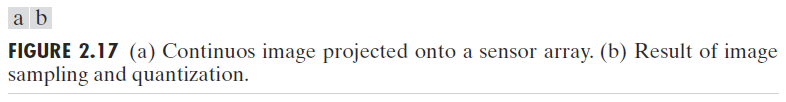 a b
FIGURE 2.17 (a) Continuos image projected onto a sensor array. (b) Result of image
sampling and quantization.